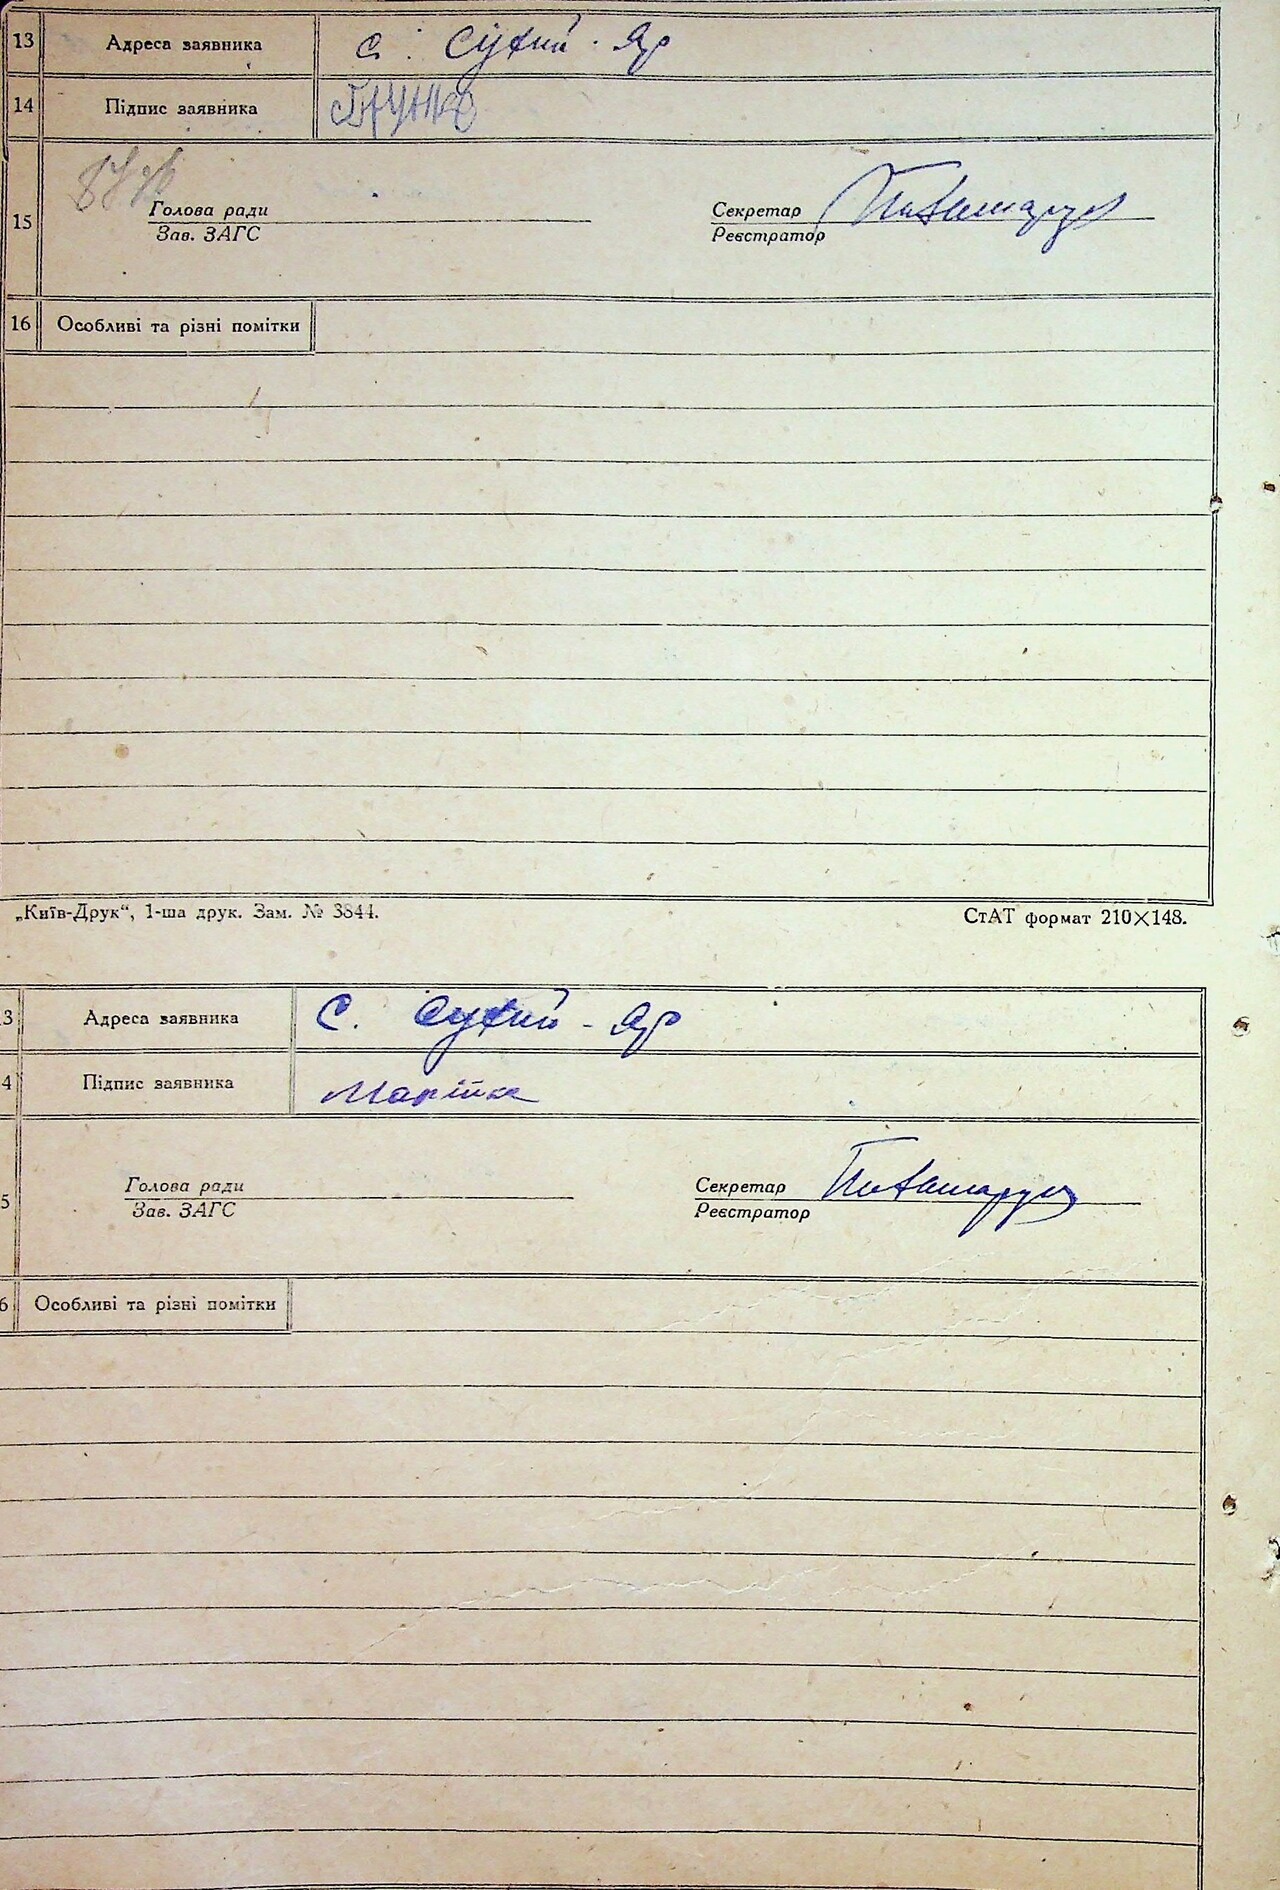 13 Адреса заявника с. Сухий-Яр
14 Підпис заявника
15 Голова ради Секретар
Зав. ЗАГС Реєстратор
16 Особливі та різні помітки
„Київ-Друк“, 1-ша друк. Зам. № 3844. СтАТ формат 210×148.
3 Адреса заявника С. Сухий-Яр
4 Підпис заявника
5 Голова ради Секретар
Зав. ЗАГС Реєстратор
6 Особливі та різні помітки